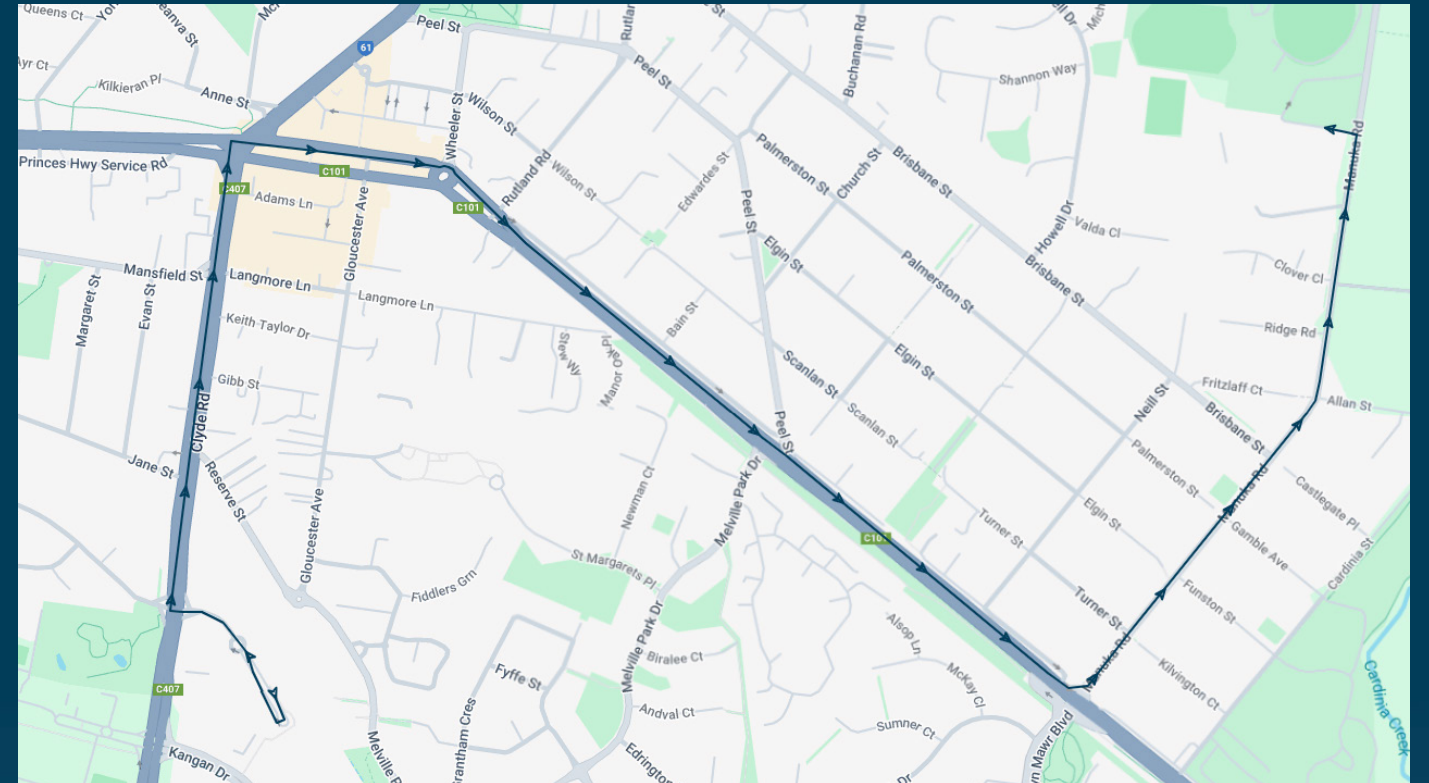 Queens Ct
Peel St
61
Ayr Ct
Kilkieran Pl
Anne St
Wheeler St
Wilson St
Peel St
Buchanan Rd
Shannon Way
Princes Hwy Service Rd
C101
C407
Adams Ln
Gloucester Ave
C101
Rutland Rd
Wilson St
Edwardes St
Palmerston St
Church St
Brisbane St
Manuka Rd
Peel St
Howell Dr
Valda Cl
Elgin St
Mansfield St
Langmore Ln
Langmore Ln
Margaret St
Evan St
Keith Taylor Dr
Bain St
Palmerston St
Brisbane St
Clover Cl
Ridge Rd
Stew Wy
Manor Oak Pl
Scanlan St
Elgin St
Gibb St
Clyde Rd
Scanlan St
Peel St
Neill St
Fritzlaff Ct
Allan St
Brisbane St
Jane St
Reserve St
Gloucester Ave
Newman Ct
Melville Park Dr
Palmerston St
Manuka Rd
Castlegate Pl
Elgin St
Gamble Ave
Turner St
Cardinia St
St Margarets Pl
Fiddlers Grn
Funston St
Turner St
Alsop Ln
Manuka Rd
Kilvington Ct
Melville Park Dr
Biralee Ct
McKay Cl
C407
Fyffe St
Andval Ct
Sumner Ct
Cardinia Creek
Kangan Dr